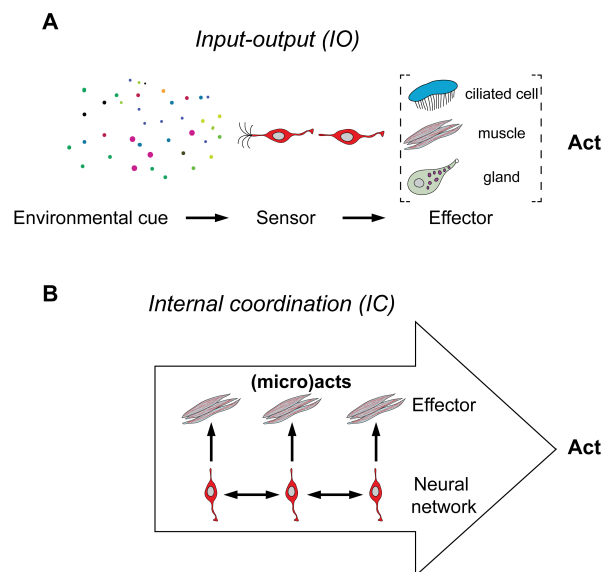 A
Input-output (IO)
ciliated cell
muscle
gland
Act
Environmental cue
Sensor
Effector
B
Internal coordination (IC)
(micro)acts
Effector
Act
Neural
network